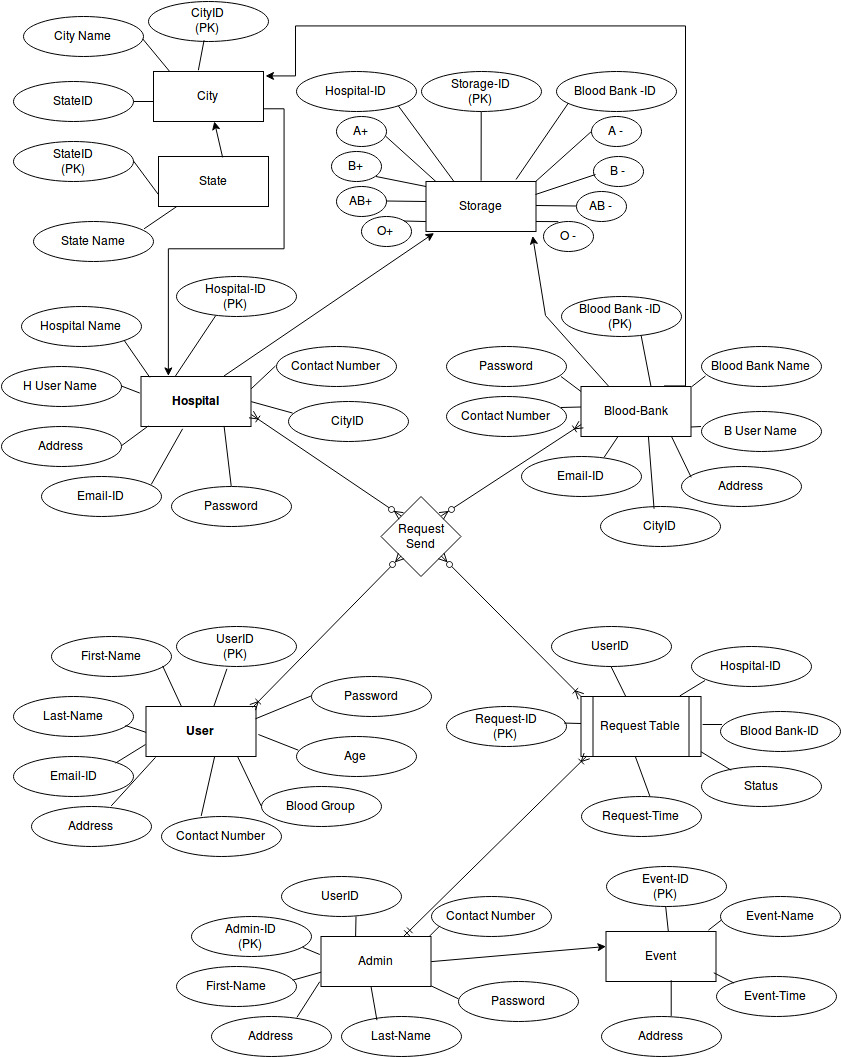 CityID
(PK)
City Name
City
StateID
StateID
(PK)
State
State Name
Hospital-ID
Storage-ID
(PK)
Blood Bank -ID
A+
A -
B+
B -
AB+
AB -
Storage
O+
O -
Hospital-ID
(PK)
Hospital Name
H User Name
Hospital
Contact Number
CityID
Address
Email-ID
Password
Blood Bank -ID
(PK)
Password
Blood Bank Name
Contact Number
Blood-Bank
B User Name
Email-ID
Address
CityID
Request
Send
First-Name
UserID
(PK)
Last-Name
User
Password
Email-ID
Age
Address
Contact Number
Blood Group
UserID
Hospital-ID
Request-ID
(PK)
Request Table
Blood Bank-ID
Status
Request-Time
UserID
Contact Number
Admin-ID
(PK)
Admin
First-Name
Password
Address
Last-Name
Event-ID
(PK)
Event-Name
Event
Event-Time
Address